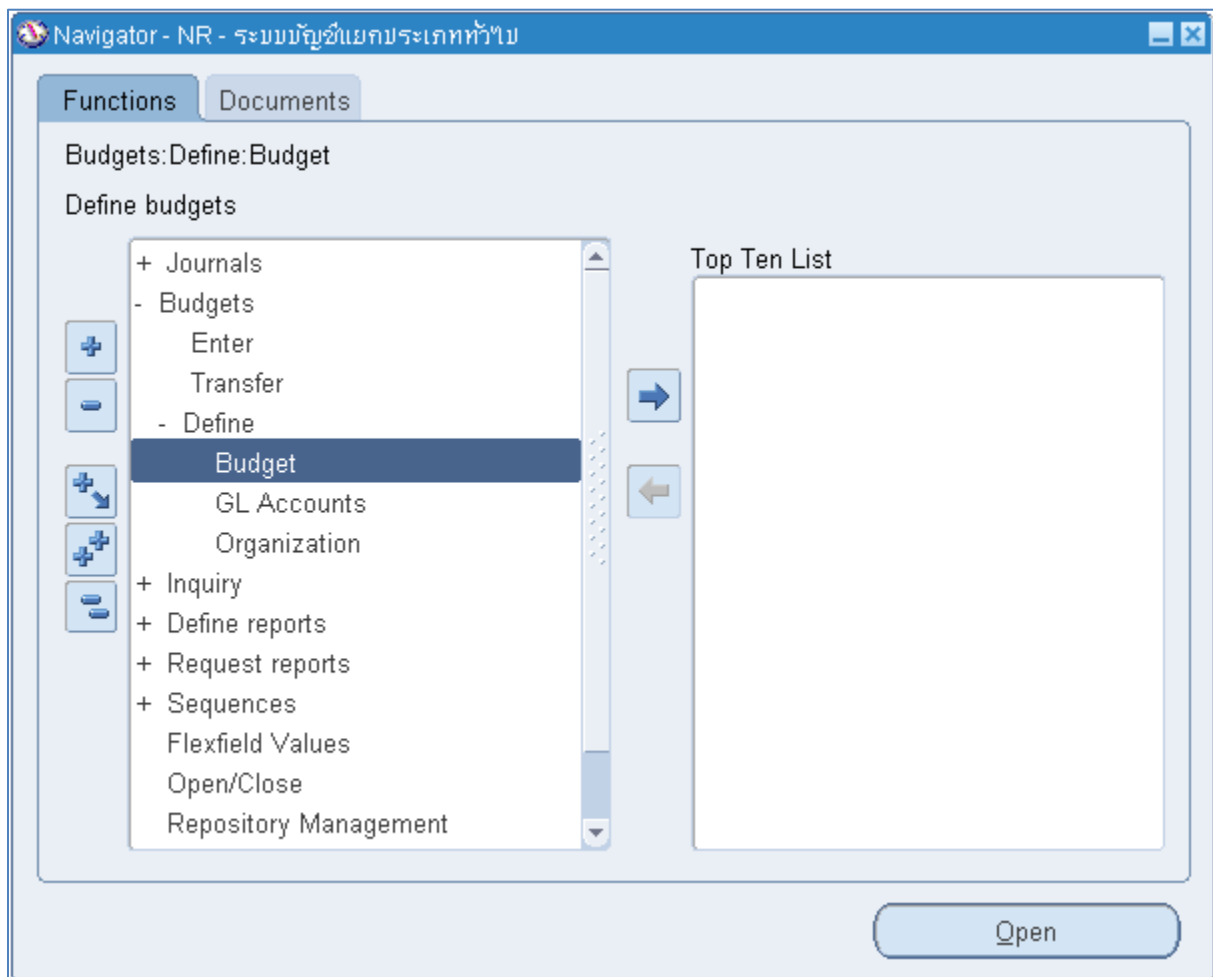 Navigator - NR - ระบบบัญชีแยกประเภททั่วไป
Functions Documents
Budgets:Define:Budget
Define budgets
+ Journals
- Budgets
Enter
Transfer
- Define
Budget
GL Accounts
Organization
+ Inquiry
+ Define reports
+ Request reports
+ Sequences
Flexfield Values
Open/Close
Repository Management
Top Ten List
Open